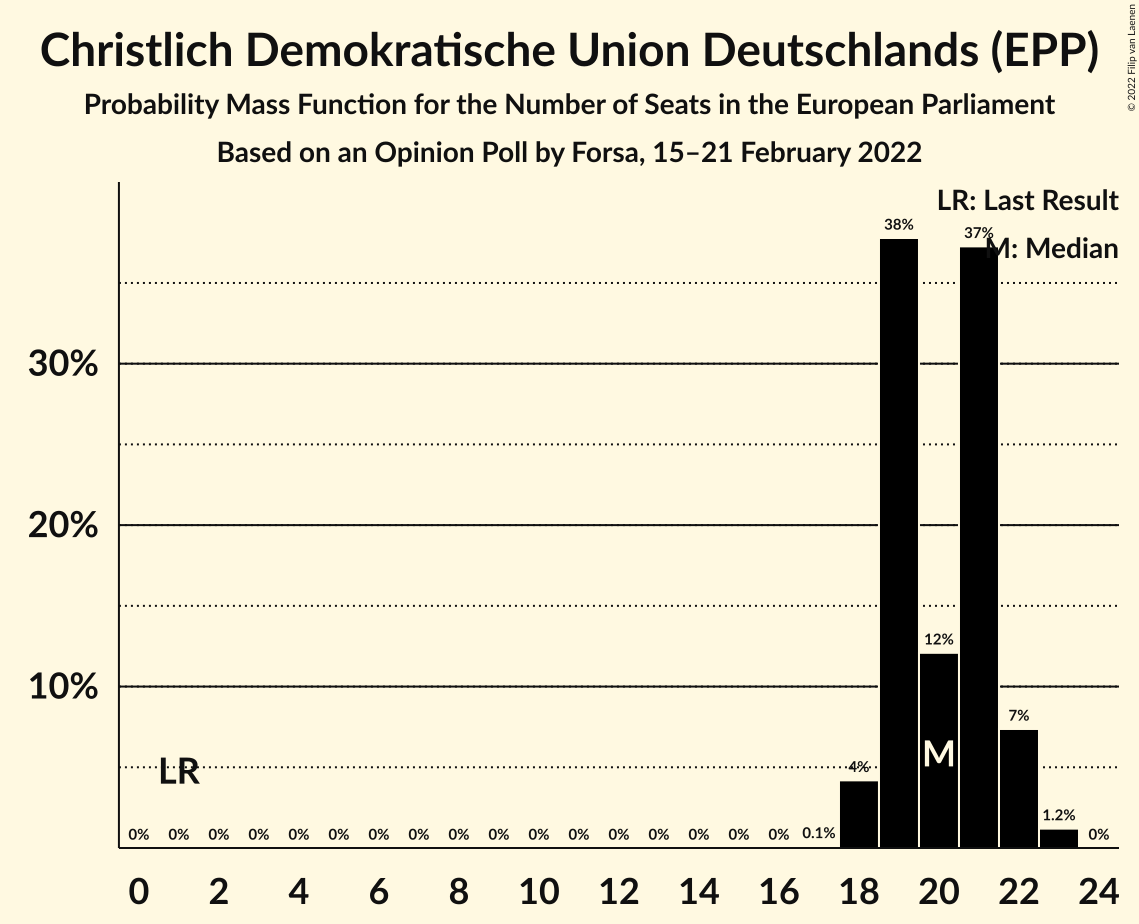 Christlich Demokratische Union Deutschlands (EPP)
Probability Mass Function for the Number of Seats in the European Parliament
Based on an Opinion Poll by Forsa, 15–21 February 2022
© 2022 Filip van Laenen
LR: Last Result
M: Median
38%
37%
30%
20%
12%
10%
7%
LR
4%
M
1.2%
0% 0% 0% 0% 0% 0% 0% 0% 0% 0% 0% 0% 0% 0% 0% 0% 0% 0.1% 0%
0 2 4 6 8 10 12 14 16 18 20 22 24